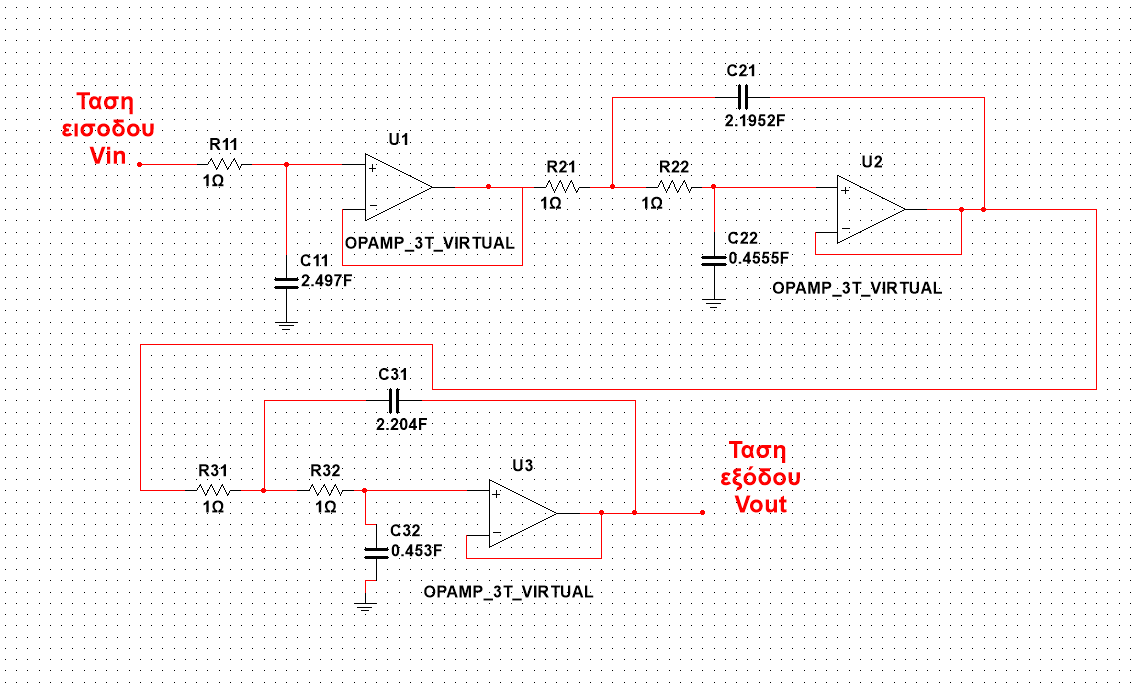 C21
2.1952F
Ταση
εισοδου
Vin
R11
1Ω
U1
R21
1Ω
R22
1Ω
U2
OPAMP_3T_VIRTUAL
C11
2.497F
C22
0.4555F
OPAMP_3T_VIRTUAL
C31
2.204F
R31
1Ω
R32
1Ω
U3
Ταση
εξόδου
Vout
C32
0.453F
OPAMP_3T_VIRTUAL